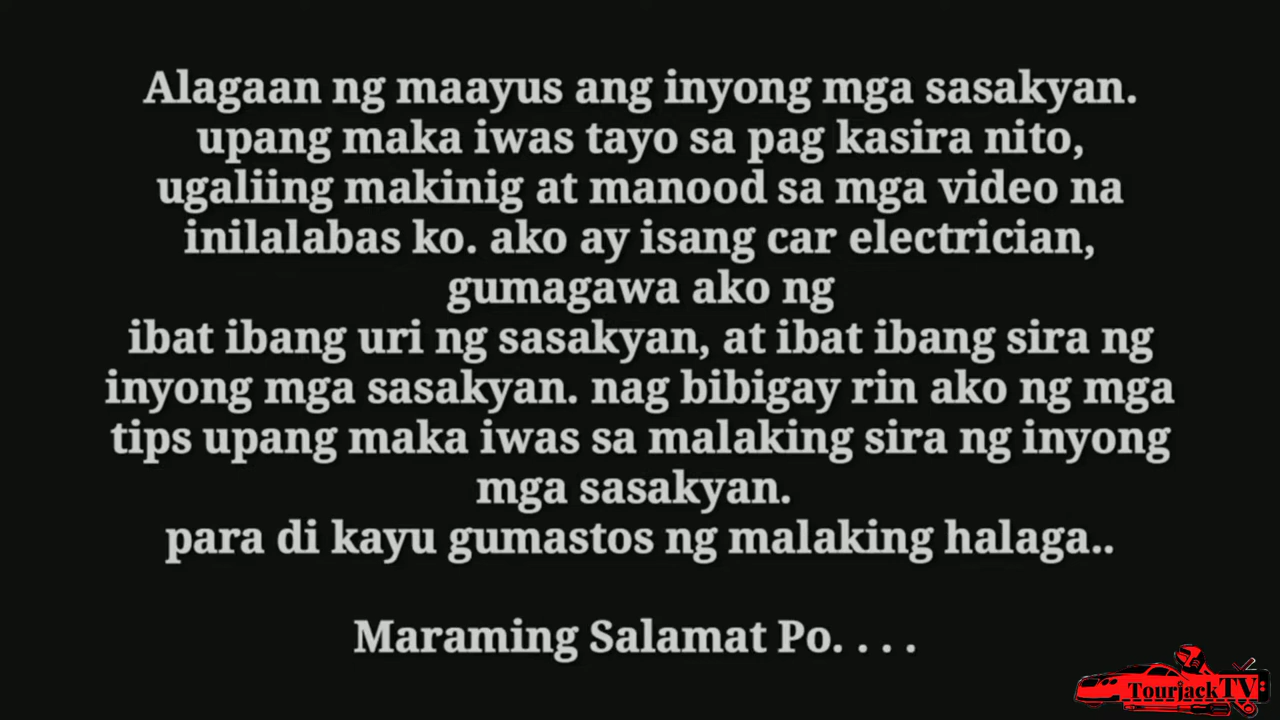 Alagaan ng maayus ang inyong mga sasakyan.
upang maka iwas tayo sa pag kasira nito,
ugaliing makinig at manood sa mga video na
inilalabas ko. ako ay isang car electrician,
gumagawa ako ng
ibat ibang uri ng sasakyan, at ibat ibang sira ng
inyong mga sasakyan. nag bibigay rin ako ng mga
tips upang maka iwas sa malaking sira ng inyong
mga sasakyan.
para di kayu gumastos ng malaking halaga..
Maraming Salamat Po. . . .
TourjackTV